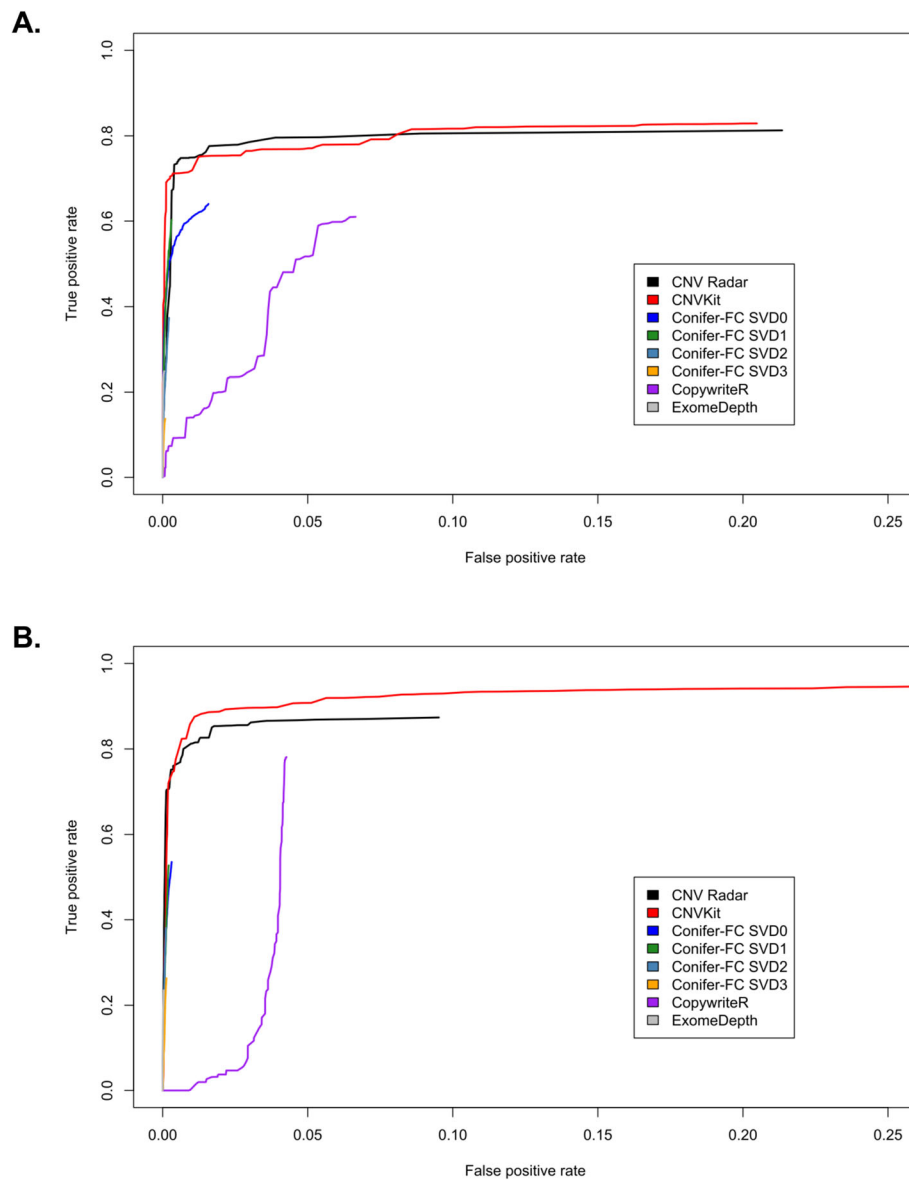 A.
1.0
0.8
0.6
0.4
0.2
0.0
True positive rate
CNV Radar
CNVKit
Conifer-FC SVD0
Conifer-FC SVD1
Conifer-FC SVD2
Conifer-FC SVD3
CopywriteR
ExomeDepth
0.00 0.05 0.10 0.15 0.20 0.25
False positive rate
B.
1.0
0.8
0.6
0.4
0.2
0.0
True positive rate
CNV Radar
CNVKit
Conifer-FC SVD0
Conifer-FC SVD1
Conifer-FC SVD2
Conifer-FC SVD3
CopywriteR
ExomeDepth
0.00 0.05 0.10 0.15 0.20 0.25
False positive rate